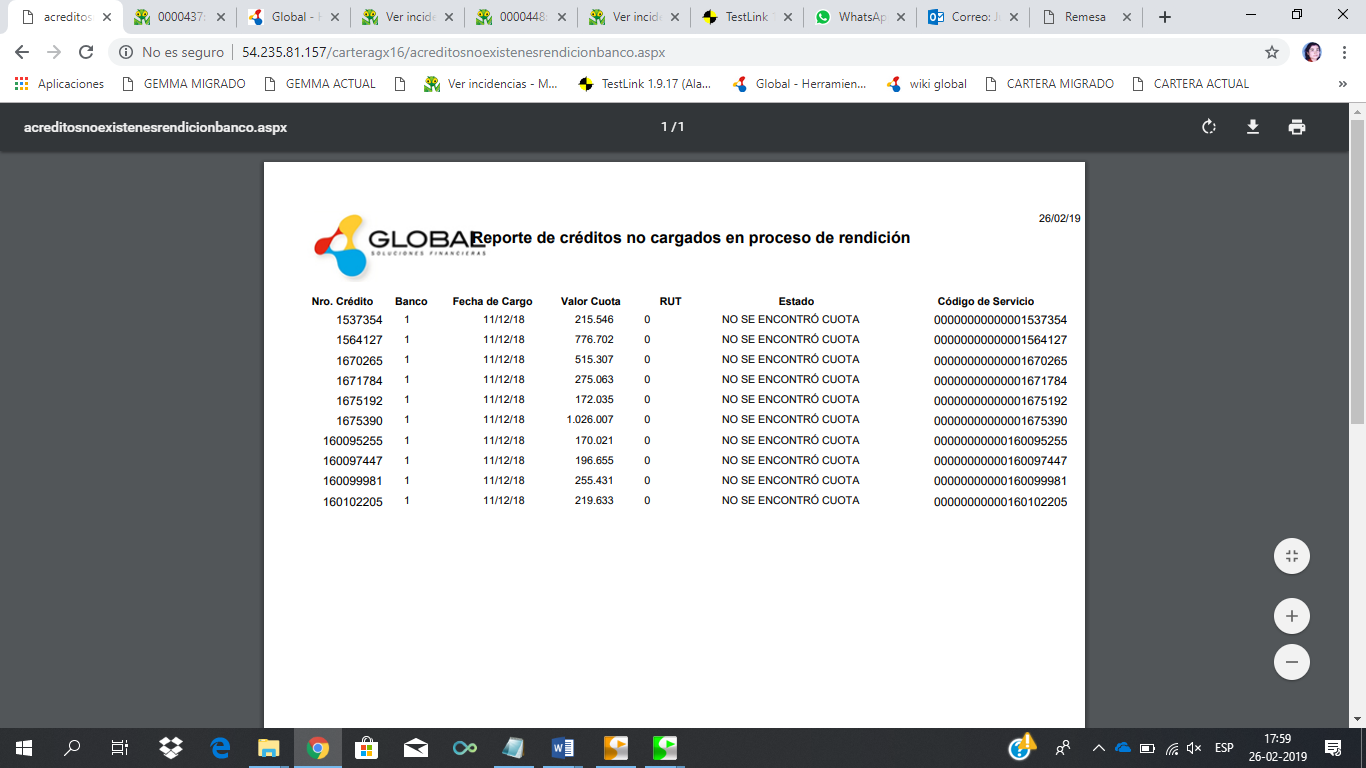 acreditos
0000437
Global - H
Ver incide
0000448
Ver incide
TestLink
WhatsAp
Correo: J
Remesa
No es seguro
54.235.81.157/carteragx16/acreditosnoexistenesrendicionbanco.aspx
Aplicaciones
GEMMA MIGRADO
GEMMA ACTUAL
Ver incidencias - M...
TestLink 1.9.17 (Ala...
Global - Herramien...
wiki global
CARTERA MIGRADO
CARTERA ACTUAL
»
acreditosnoexistenesrendicionbanco.aspx
1 / 1
26/02/19
GLOBAL
SOLUCIONES FINANCIERAS
Reporte de créditos no cargados en proceso de rendición
Nro. Crédito Banco Fecha de Cargo Valor Cuota RUT Estado Código de Servicio
1537354 1 11/12/18 215.546 0 NO SE ENCONTRÓ CUOTA 00000000000001537354
1564127 1 11/12/18 776.702 0 NO SE ENCONTRÓ CUOTA 00000000000001564127
1670265 1 11/12/18 515.307 0 NO SE ENCONTRÓ CUOTA 00000000000001670265
1671784 1 11/12/18 275.063 0 NO SE ENCONTRÓ CUOTA 00000000000001671784
1675192 1 11/12/18 172.035 0 NO SE ENCONTRÓ CUOTA 00000000000001675192
1675390 1 11/12/18 1.026.007 0 NO SE ENCONTRÓ CUOTA 00000000000001675390
160095255 1 11/12/18 170.021 0 NO SE ENCONTRÓ CUOTA 00000000000160095255
160097447 1 11/12/18 196.655 0 NO SE ENCONTRÓ CUOTA 00000000000160097447
160099981 1 11/12/18 255.431 0 NO SE ENCONTRÓ CUOTA 00000000000160099981
160102205 1 11/12/18 219.633 0 NO SE ENCONTRÓ CUOTA 00000000000160102205
ESP
17:59
26-02-2019